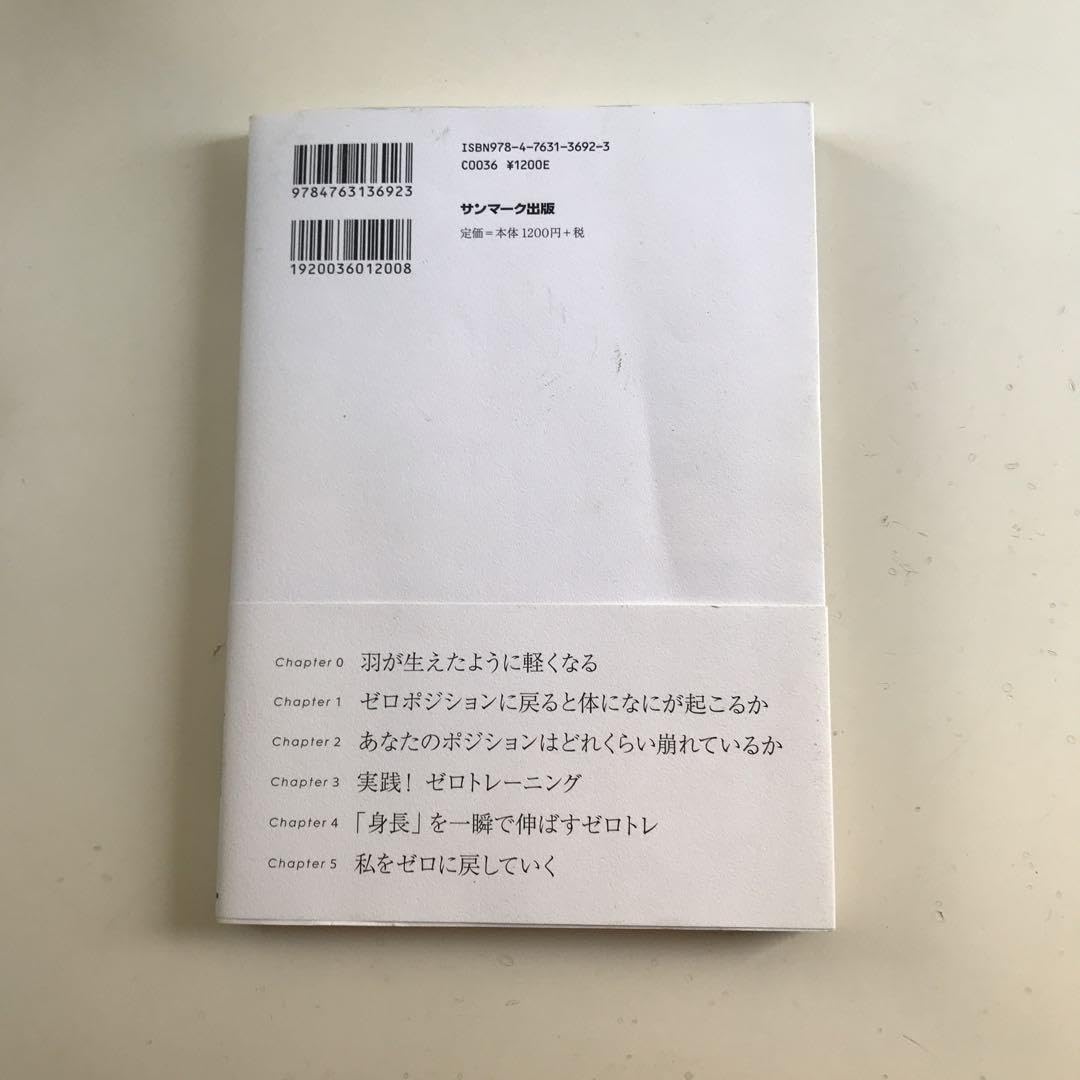 ISBN978-4-7631-3692-3
C0036 ¥1200E
9784763136923
サンマーク出版
定価=本体1200円+税
1920036012008
Chapter 0 羽が生えたように軽くなる
Chapter 1 ゼロポジションに戻ると体になにが起こるか
Chapter 2 あなたのポジションはどれくらい崩れているか
Chapter 3 実践! ゼロトレーニング
Chapter 4 「身長」を一瞬で伸ばすゼロトレ
Chapter 5 私をゼロに戻していく